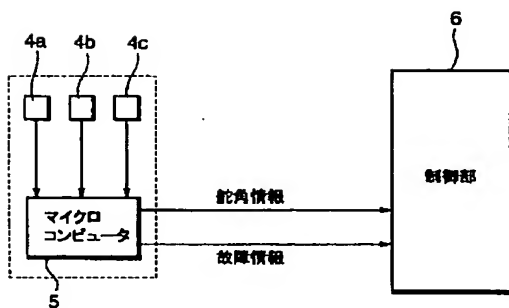 4a 4b 4c
6
マイクロ
コンピュータ
5
舵角情報
故障情報
制御部